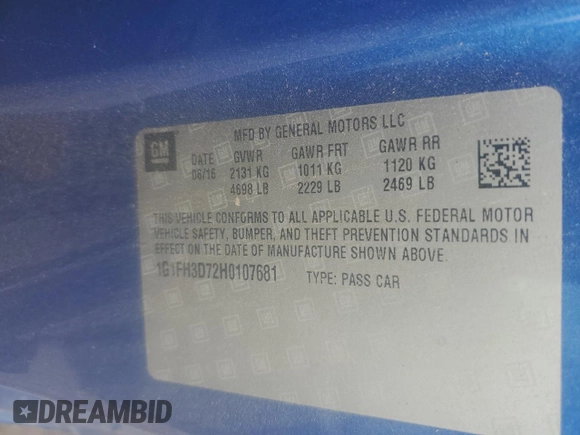 MFD BY GENERAL MOTORS LLC
GM
DATE GVWR GAWR FRT GAWR RR
06/16 2131 KG 1011 KG 1120 KG
4698 LB 2229 LB 2469 LB
THIS VEHICLE CONFORMS TO ALL APPLICABLE U.S. FEDERAL MOTOR
VEHICLE SAFETY, BUMPER, AND THEFT PREVENTION STANDARDS IN
EFFECT ON THE DATE OF MANUFACTURE SHOWN ABOVE.
1G1FH3D72H0107681 TYPE: PASS CAR
DREAMBID